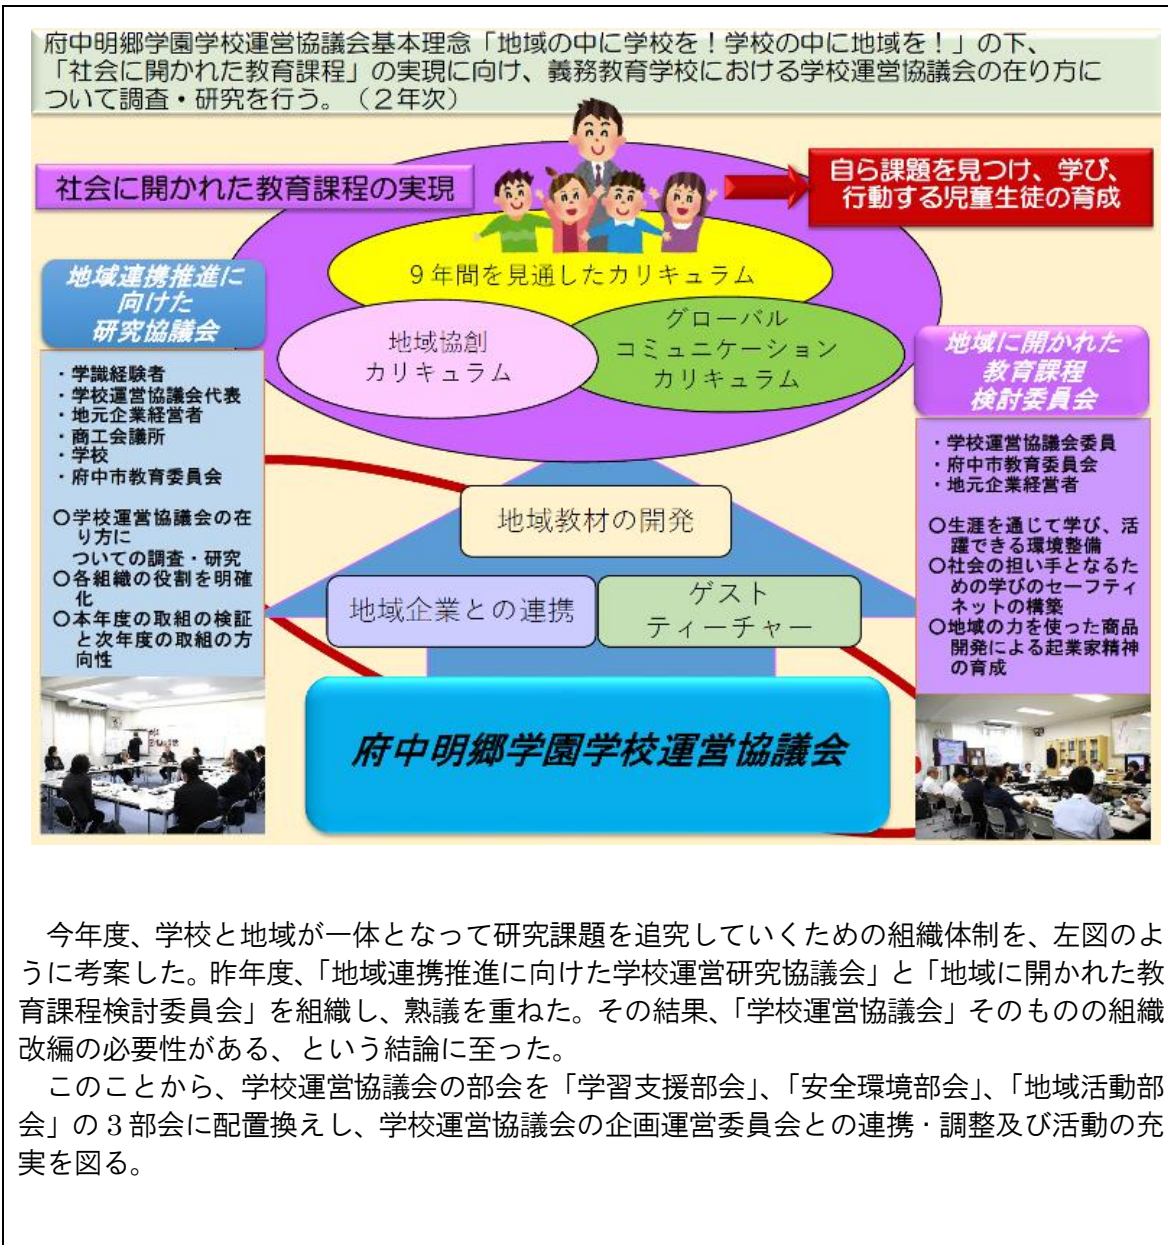 府中明郷学園学校運営協議会基本理念「地域の中に学校を！学校の中に地域を！」の下、
「社会に開かれた教育課程」の実現に向け、義務教育学校における学校運営協議会の在り方に
ついて調査・研究を行う。（２年次）
社会に開かれた教育課程の実現
自ら課題を見つけ、学び、
行動する児童生徒の育成
９年間を見通したカリキュラム
地域協創
カリキュラム
グローバル
コミュニケーション
カリキュラム
地域連携推進に
向けた
研究協議会
・学識経験者
・学校運営協議会代表
・地元企業経営者
・商工会議所
・学校
・府中市教育委員会
〇学校運営協議会の在
り方に
ついての調査・研究
〇各組織の役割を明確
化
〇本年度の取組の検証
と次年度の取組の方
向性
地域に開かれた
教育課程
検討委員会
・学校運営協議会委員
・府中市教育委員会
・地元企業経営者
〇生涯を通じて学び、活
躍できる環境整備
〇社会の担い手となるた
めの学びのセーフティ
ネットの構築
〇地域の力を使った商品
開発による起業家精神
の育成
地域教材の開発
地域企業との連携
ゲスト
ティーチャー
府中明郷学園学校運営協議会
今年度、学校と地域が一体となって研究課題を追究していくための組織体制を、左図のよ
うに考案した。昨年度、「地域連携推進に向けた学校運営研究協議会」と「地域に開かれた教
育課程検討委員会」を組織し、熟議を重ねた。その結果、「学校運営協議会」そのものの組織
改編の必要性がある、という結論に至った。
このことから、学校運営協議会の部会を「学習支援部会」、「安全環境部会」、「地域活動部
会」の３部会に配置換えし、学校運営協議会の企画運営委員会との連携・調整及び活動の充
実を図る。